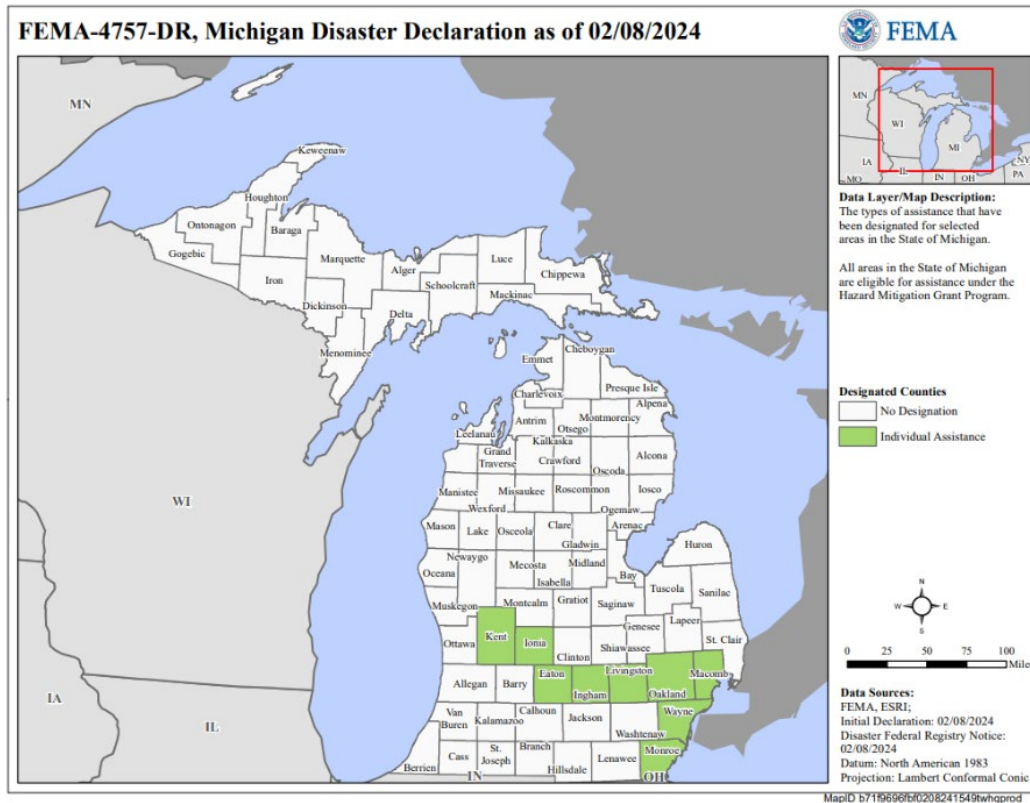 FEMA-4757-DR, Michigan Disaster Declaration as of 02/08/2024
FEMA
MN
Keweenaw
Houghton
Ontonagon
Baraga
Gogebic
Marquette
Luce
Alger
Chippewa
Iron
Schoolcraft
Mackinac
Dickinson
Delta
Menominee
Cheboygan
Emmet
Presque Isle
Charlevoix
Alpena
Antrim
Montmorency
Otsego
Leelanau
Kalkaska
Grand
Traverse
Crawford
Alcona
Oscoda
Manistee
Missaukee
Roscommon
Iosco
WI
Wexford
Ogemaw
Mason
Lake
Osceola
Clare
Arenac
Gladwin
Huron
Newaygo
Mecosta
Midland
Oceana
Isabella
Bay
Tuscola
Sanilac
Muskegon
Montcalm
Gratiot
Saginaw
Genesee
Lapeer
Kent
Ionia
Ottawa
Clinton
Shiawassee
St. Clair
Eaton
Livingston
Macomb
Allegan
Barry
Ingham
Oakland
IA
Van
Buren
Kalamazoo
Calhoun
Jackson
Wayne
IL
Washtenaw
Cass
St.
Joseph
Branch
Lenawee
Monroe
Berrien
Hillsdale
IN
OH
MN
WI
MI
IA
IL
IN
OH
NY
PA
MO
Data Layer/Map Description:
The types of assistance that have
been designated for selected
areas in the State of Michigan.
All areas in the State of Michigan
are eligible for assistance under the
Hazard Mitigation Grant Program.
Designated Counties
No Designation
Individual Assistance
N
W
E
S
0 25 50 75 100
Mile
Data Sources:
FEMA, ESRI;
Initial Declaration: 02/08/2024
Disaster Federal Registry Notice:
02/08/2024
Datum: North American 1983
Projection: Lambert Conformal Conic
MapID b71f9696fbf0208241549twhqprod